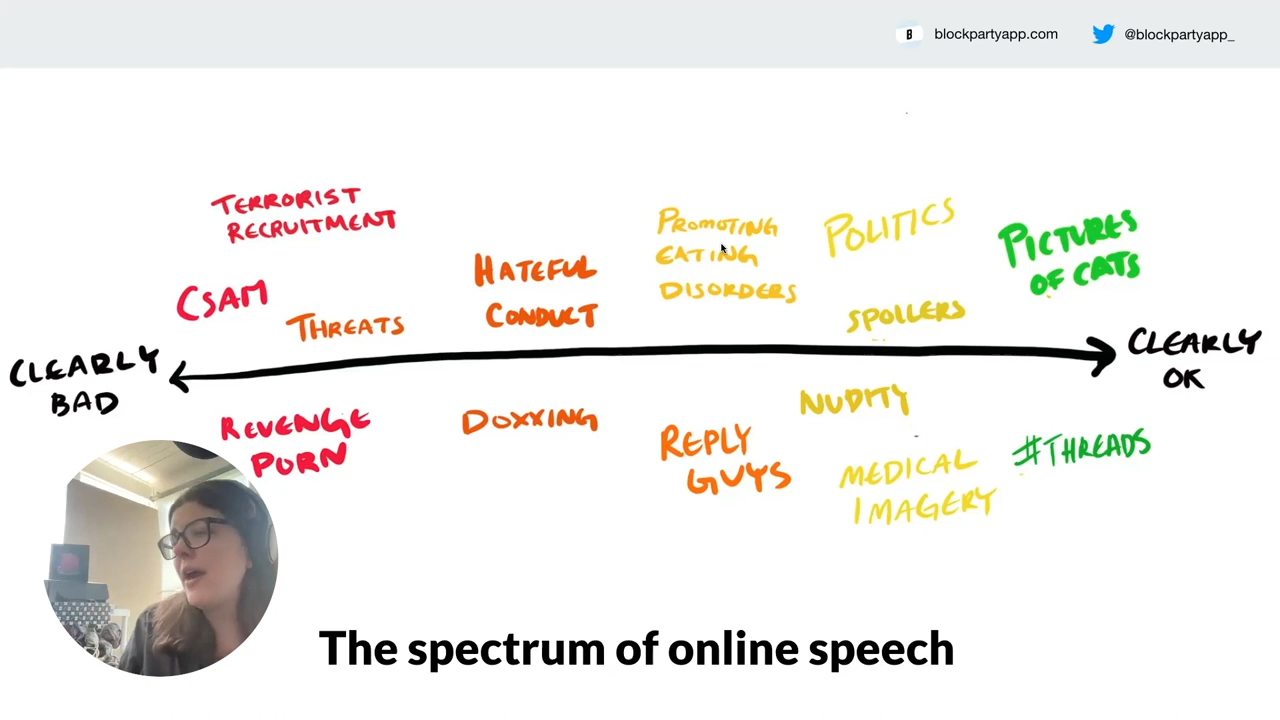 blockpartyapp.com
@blockpartyapp_
TERRORIST
RECRUITMENT
CSAM
THREATS
HATEFUL
CONDUCT
PROMOTING
EATING
DISORDERS
POLITICS
SPOILERS
PICTURES
OF CATS
CLEARLY
BAD
CLEARLY
OK
REVENGE
PORN
DOXXING
REPLY
GUYS
NUDITY
MEDICAL
IMAGERY
#THREADS
The spectrum of online speech